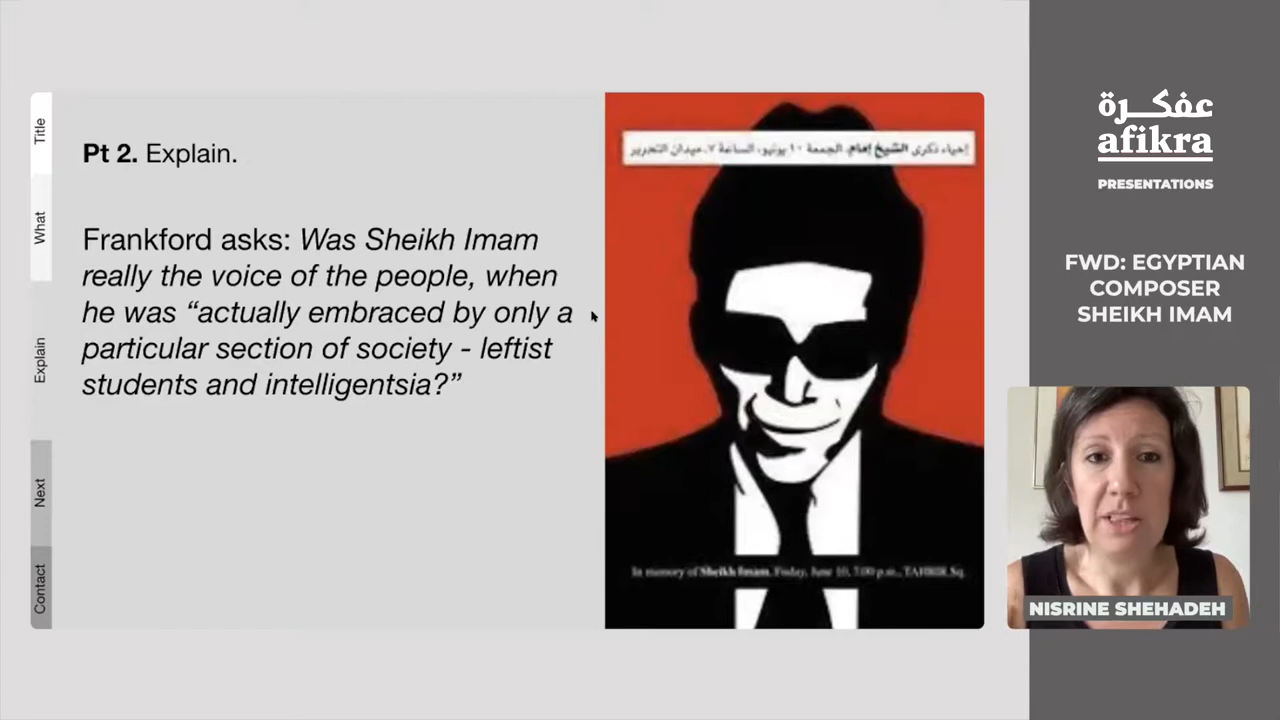 Title
What
Explain
Next
Contact
Pt 2. Explain.
Frankford asks: Was Sheikh Imam
really the voice of the people, when
he was “actually embraced by only a
particular section of society - leftist
students and intelligentsia?”
إحياء ذكرى الشيخ إمام، الجمعة ١٠ يونيو، الساعة ٧، ميدان التحرير
In memory of Sheikh Imam, Friday, June 10, 7:00 p.m., TAHRIR Sq.
عفكرة
afikra
PRESENTATIONS
FWD: EGYPTIAN
COMPOSER
SHEIKH IMAM
NISRINE SHEHADEH